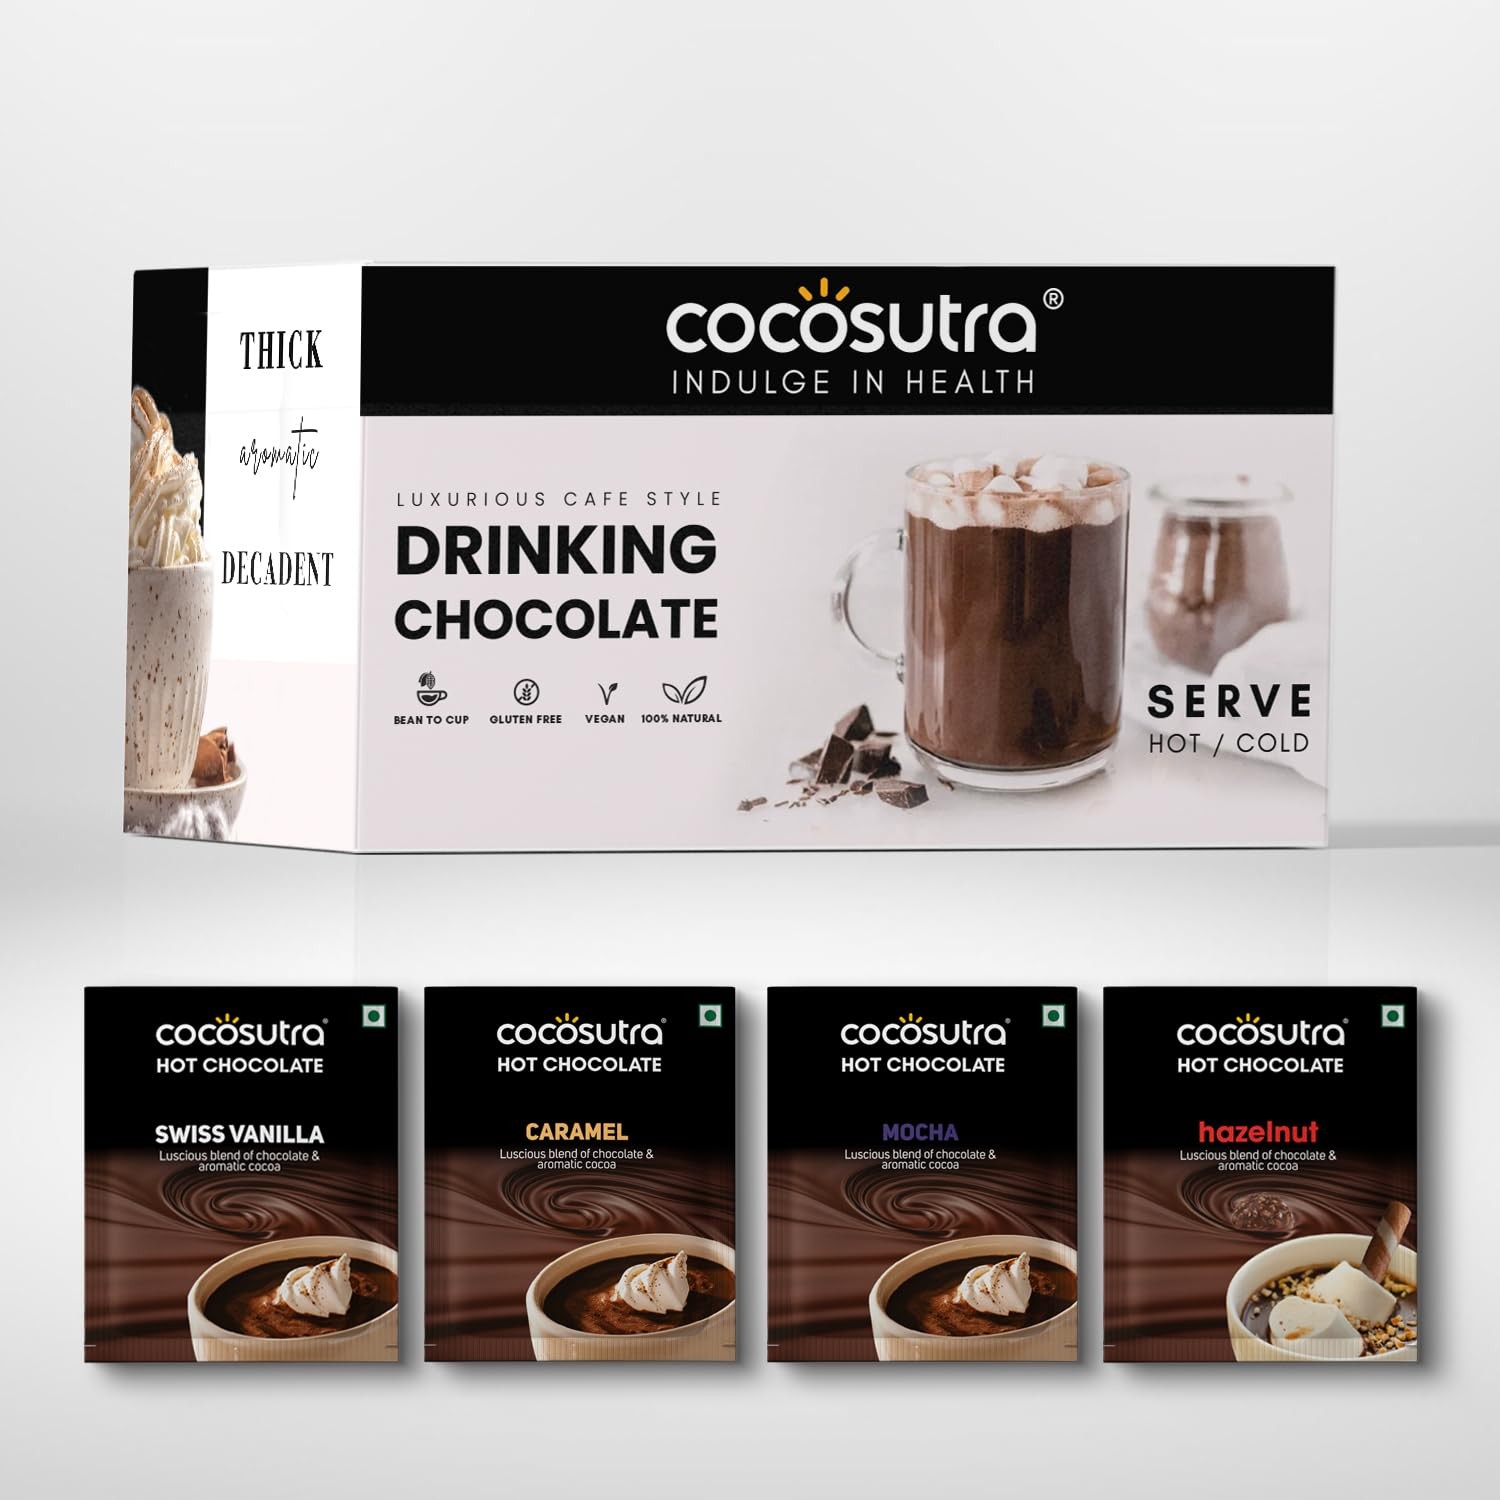 THICK
aromatic
DECADENT
cocosutra®
INDULGE IN HEALTH
LUXURIOUS CAFE STYLE
DRINKING
CHOCOLATE
BEAN TO CUP
GLUTEN FREE
VEGAN
100% NATURAL
SERVE
HOT / COLD
cocosutra®
HOT CHOCOLATE
SWISS VANILLA
Luscious blend of chocolate &
aromatic cocoa
cocosutra®
HOT CHOCOLATE
CARAMEL
Luscious blend of chocolate &
aromatic cocoa
cocosutra®
HOT CHOCOLATE
MOCHA
Luscious blend of chocolate &
aromatic cocoa
cocosutra®
HOT CHOCOLATE
hazelnut
Luscious blend of chocolate &
aromatic cocoa